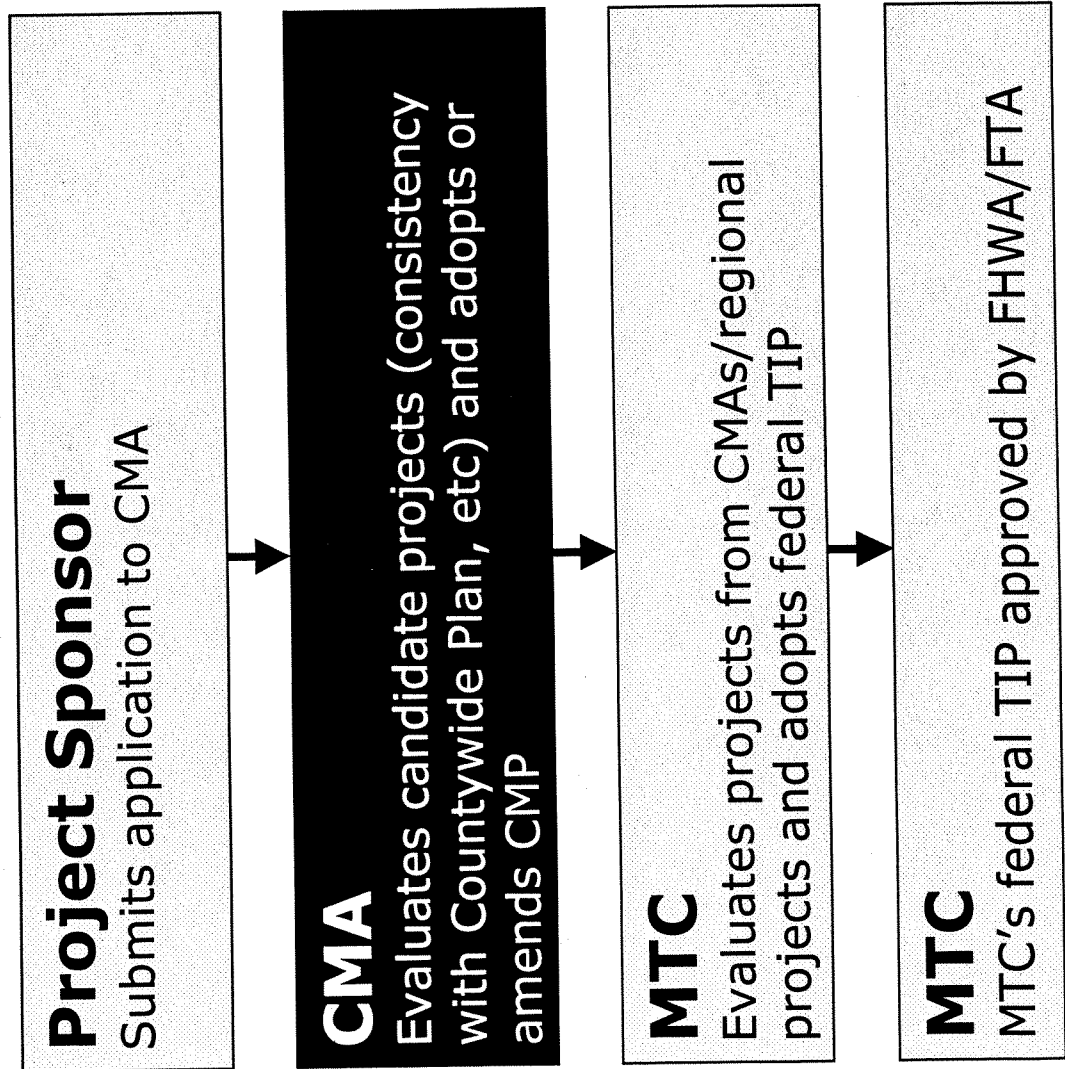 Project Sponsor
Submits application to CMA
CMA
Evaluates candidate projects (consistency
with Countywide Plan, etc) and adopts or
amends CMP
MTC
Evaluates projects from CMAs/regional
projects and adopts federal TIP
MTC
MTC's federal TIP approved by FHWA/FTA